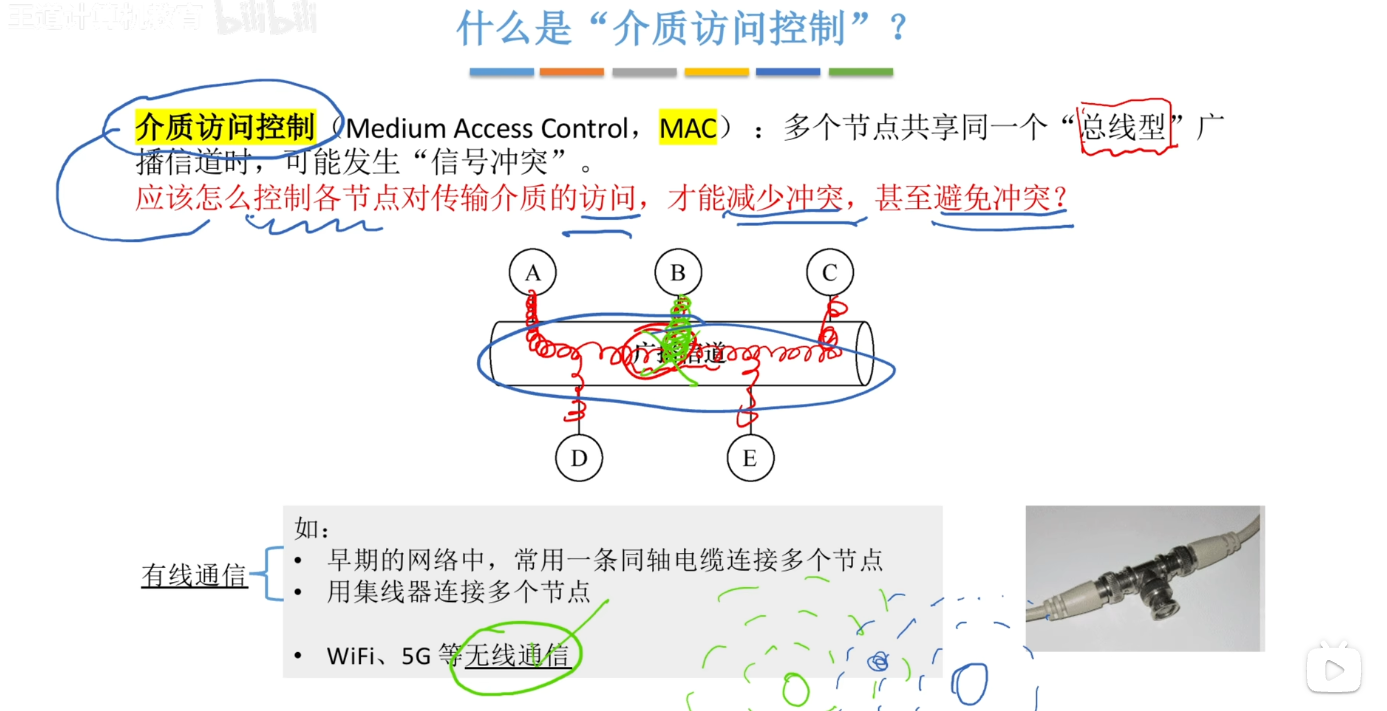 王道计算机教育 bilibili
什么是“介质访问控制”？
介质访问控制（Medium Access Control，MAC）：多个节点共享同一个“总线型”广
播信道时，可能发生“信号冲突”。
应该怎么控制各节点对传输介质的访问，才能减少冲突，甚至避免冲突？
A B C
广播信道
D E
如：
有线通信
• 早期的网络中，常用一条同轴电缆连接多个节点
• 用集线器连接多个节点
• WiFi、5G 等无线通信